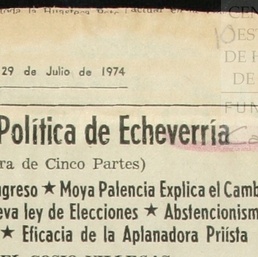 29 de Julio de 1974
Política de Echeverría
ra de Cinco Partes)
ngreso ★ Moya Palencia Explica el Camb
eva ley de Elecciones ★ Abstencionism
★ Eficacia de la Aplanadora Priísta